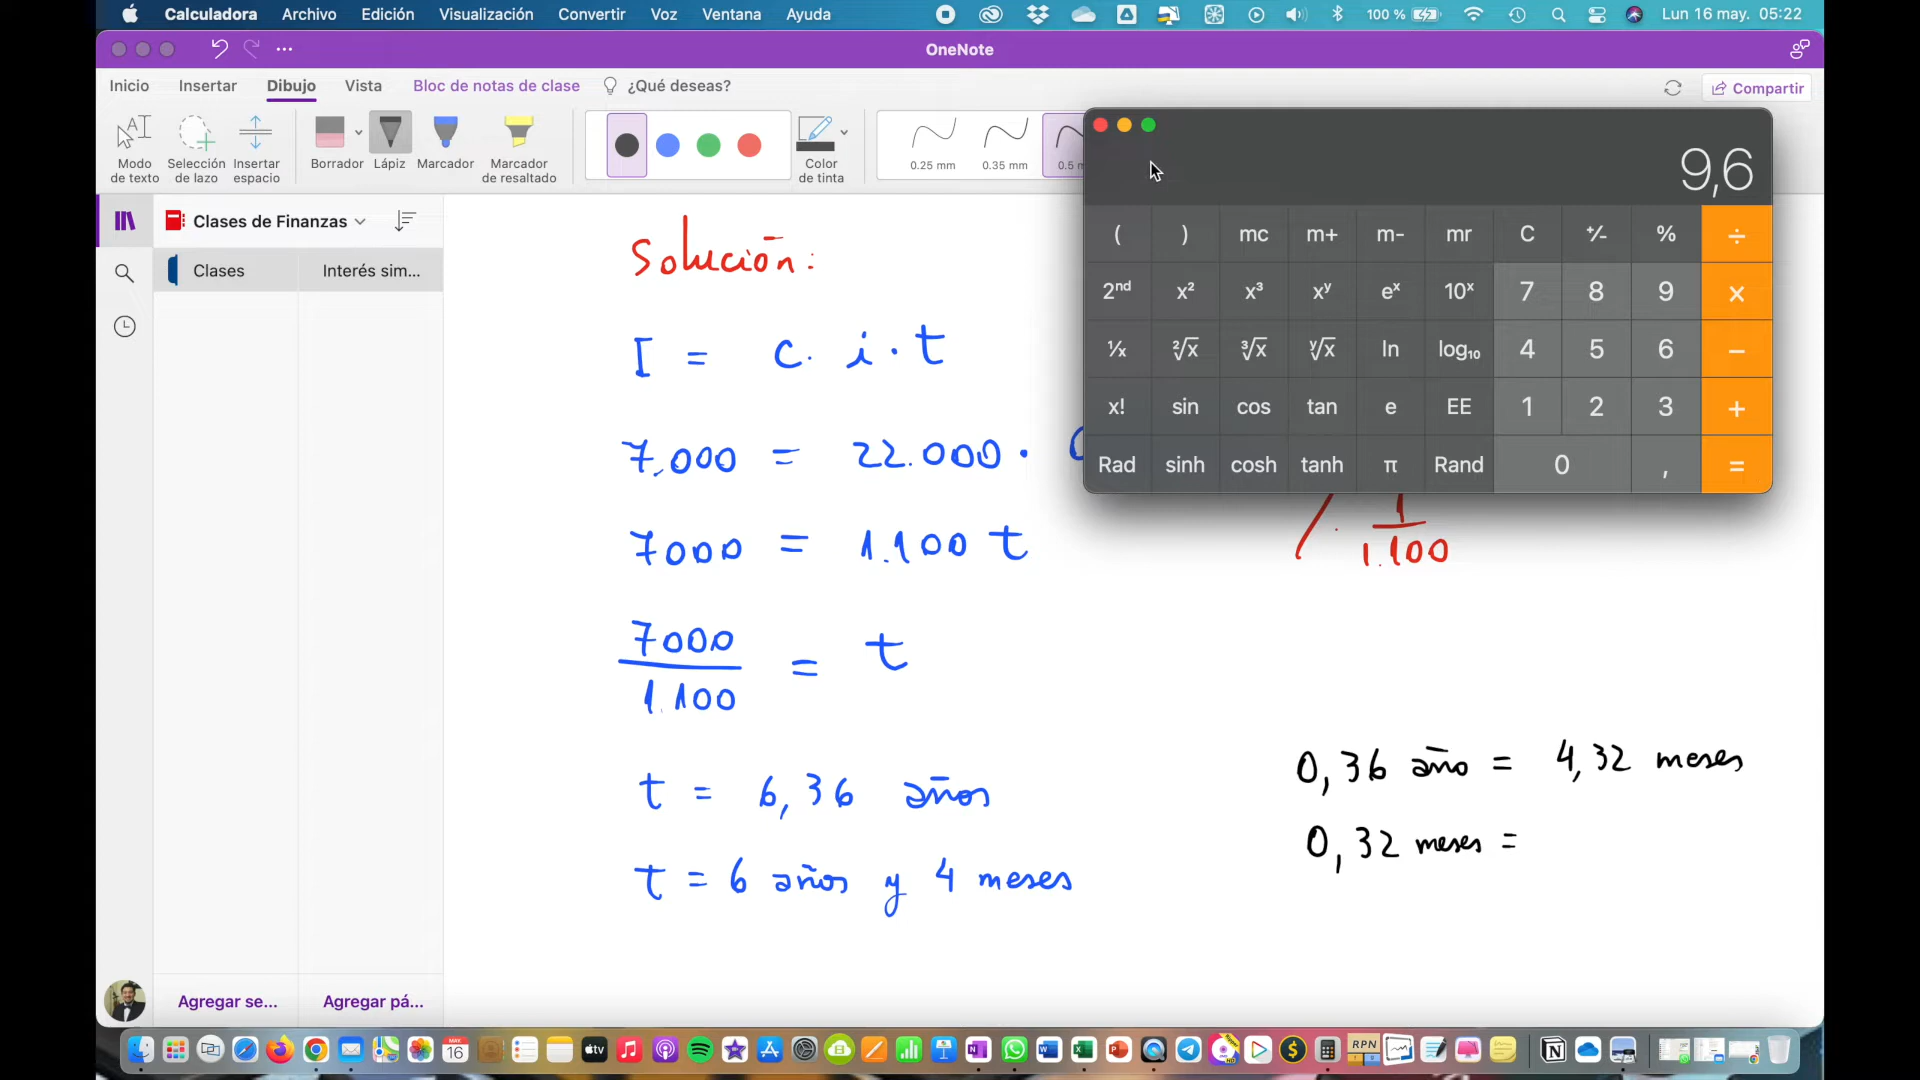 Calculadora Archivo Edición Visualización Convertir Voz Ventana Ayuda 100 % Lun 16 may. 05:22
OneNote
Inicio Insertar Dibujo Vista Bloc de notas de clase ¿Qué deseas? Compartir
Modo de texto
Selección de lazo
Insertar espacio
Borrador
Lápiz
Marcador
Marcador de resaltado
Color de tinta
0.25 mm
0.35 mm
0.5 m
9,6
( ) mc m+ m- mr C +/- % ÷
2nd x² x³ xʸ eˣ 10ˣ 7 8 9 ×
1/x ²√x ³√x ʸ√x ln log₁₀ 4 5 6 −
x! sin cos tan e EE 1 2 3 +
Rad sinh cosh tanh π Rand 0 , =
Clases de Finanzas
Clases
Interés sim...
Solución:
I = c. i · t
7.000 = 22.000 ·
7000 = 1.100 t
/ · 1/1.100
7000/1.100 = t
t = 6,36 años
t = 6 años y 4 meses
0,36 año = 4,32 meses
0,32 meses =
Agregar se...
Agregar pá...
MAY 16
tv
RPN